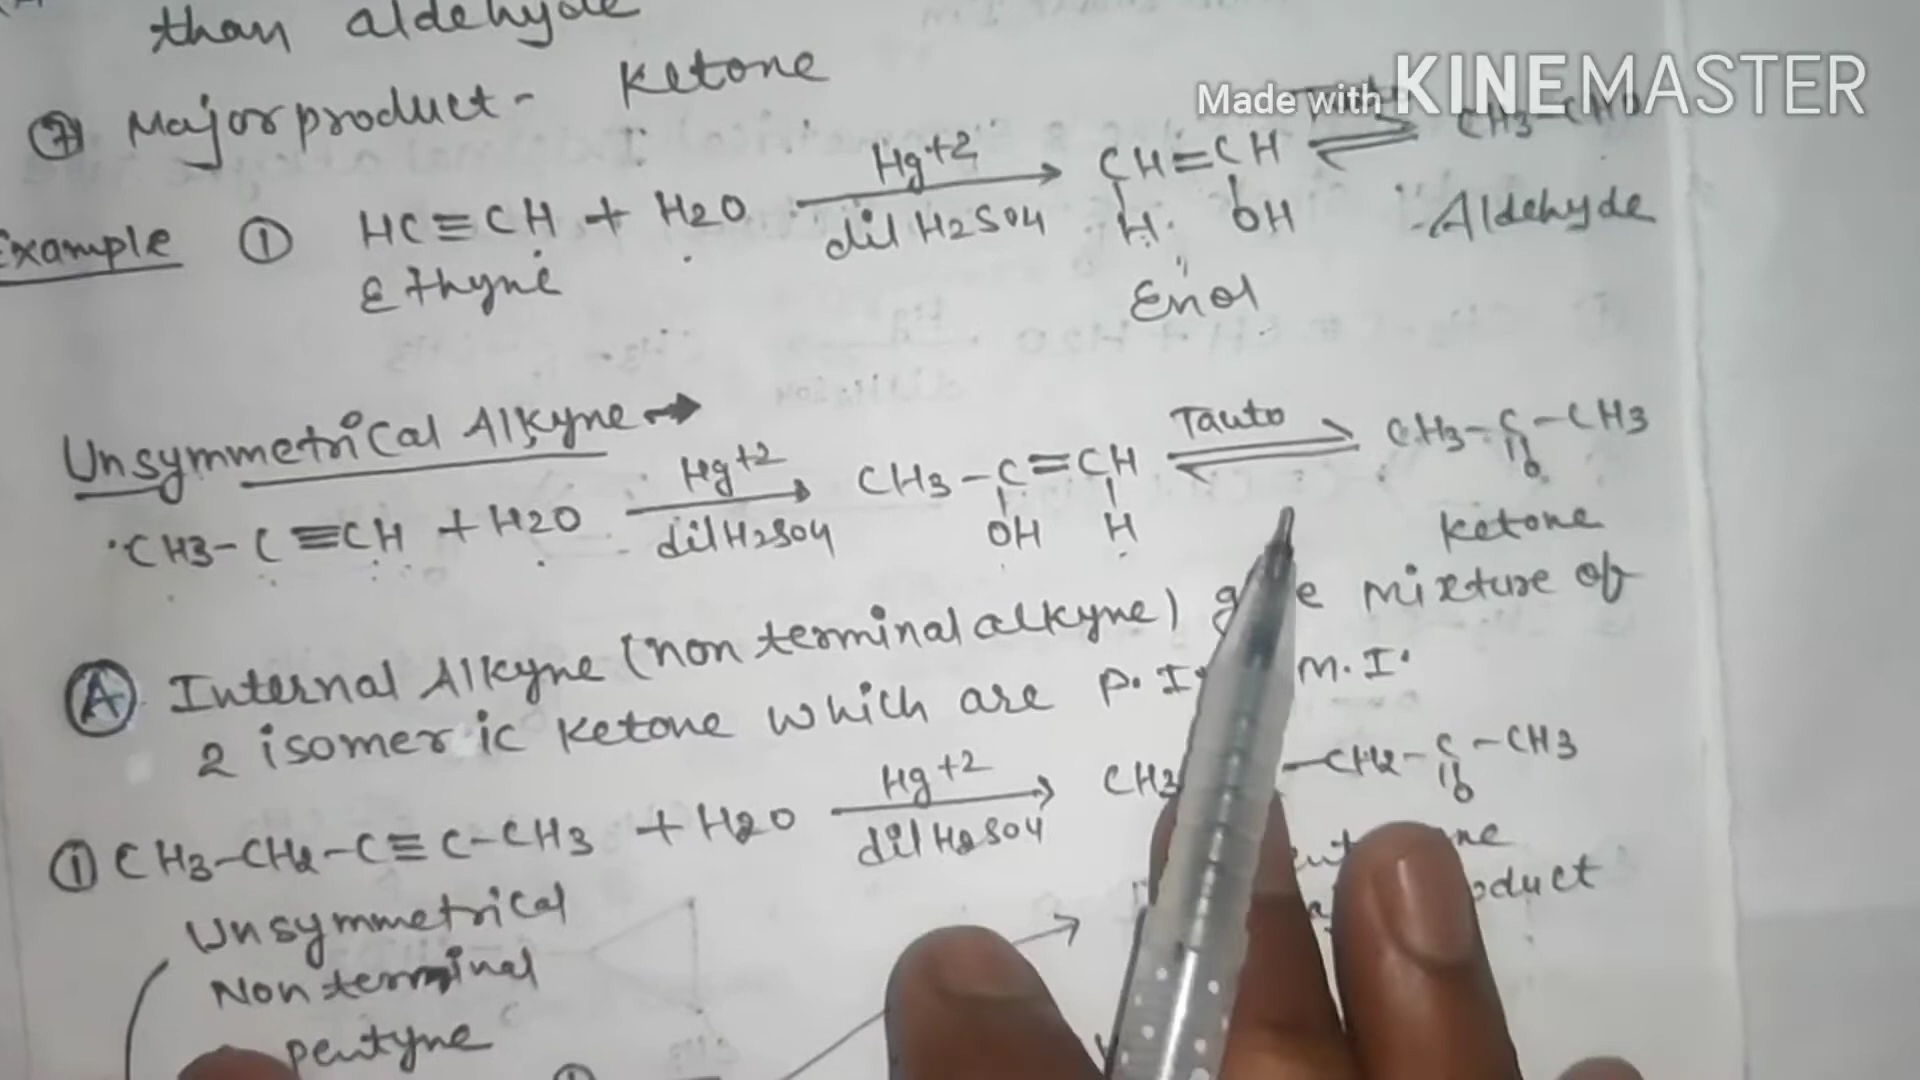 than aldehyde
Made with KINEMASTER
⑦ Major product - Ketone
Example ① HC≡CH + H2O Hg+2 dil H2SO4 CH=CH H OH CH3-CHO
Ethyne Enol Aldehyde
Unsymmetrical Alkyne →
CH3-C≡CH + H2O Hg+2 dil H2SO4 CH3-C=CH OH H Tauto CH3-C-CH3 O
Ketone
Ⓐ Internal Alkyne (non terminal alkyne) mixture of
2 isomeric Ketone which are P.I. M.I.
① CH3-CH2-C≡C-CH3 + H2O Hg+2 dil H2SO4 CH3 -CH2-C-CH3 O
Unsymmetrical
Non terminal
pentyne